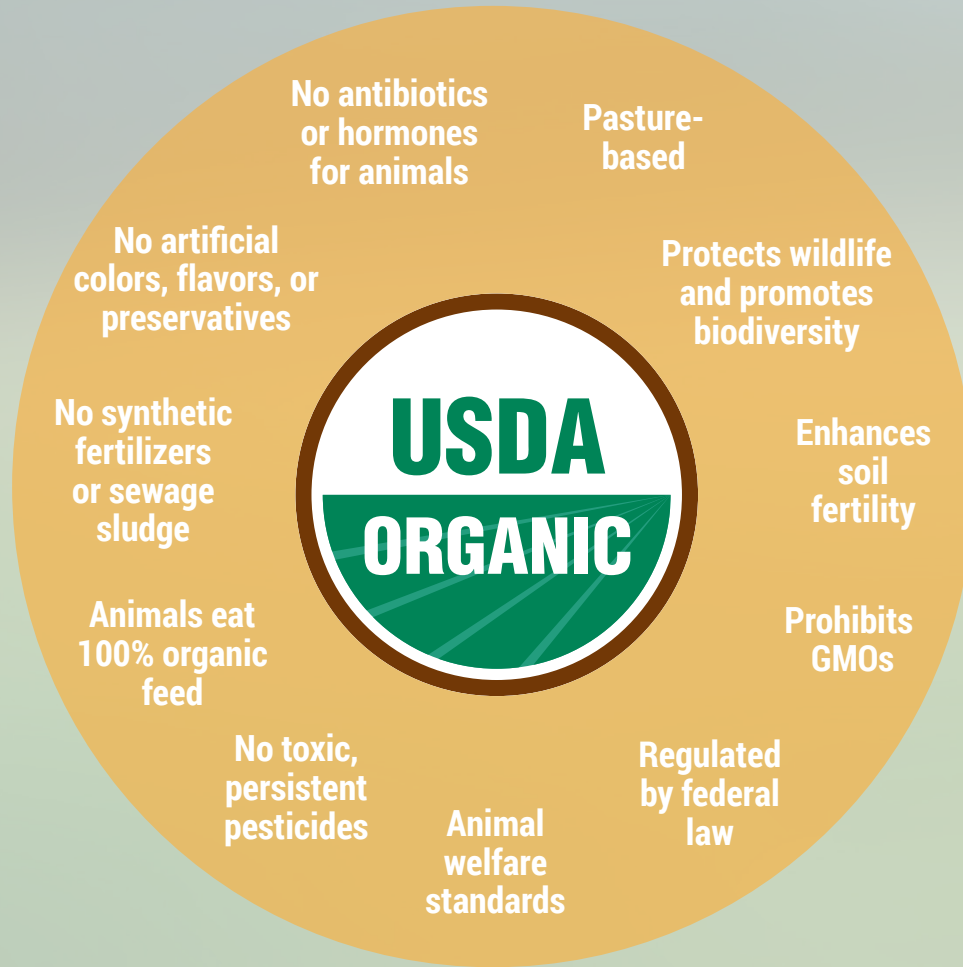 No antibiotics
or hormones
for animals
Pasture-
based
No artificial
colors, flavors, or
preservatives
Protects wildlife
and promotes
biodiversity
No synthetic
fertilizers
or sewage
sludge
USDA
ORGANIC
Enhances
soil
fertility
Animals eat
100% organic
feed
Prohibits
GMOs
No toxic,
persistent
pesticides
Animal
welfare
standards
Regulated
by federal
law